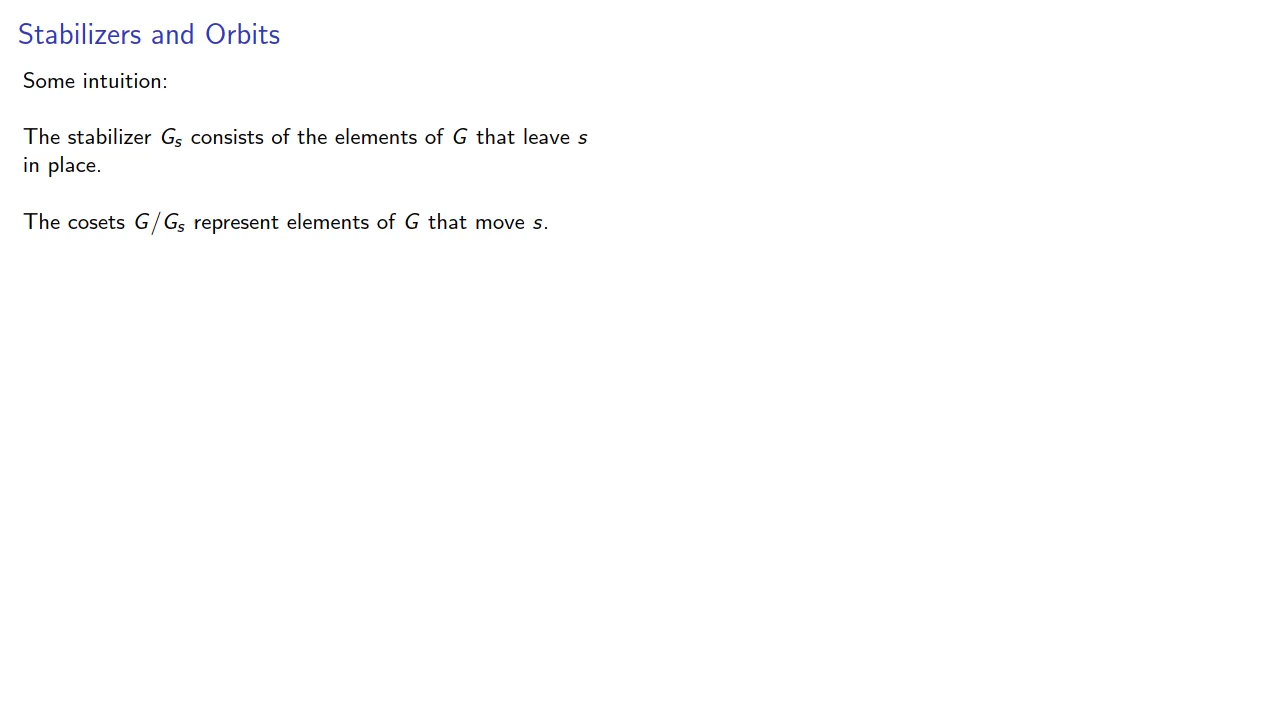 Stabilizers and Orbits
Some intuition:
The stabilizer Gₛ consists of the elements of G that leave s
in place.
The cosets G/Gₛ represent elements of G that move s.